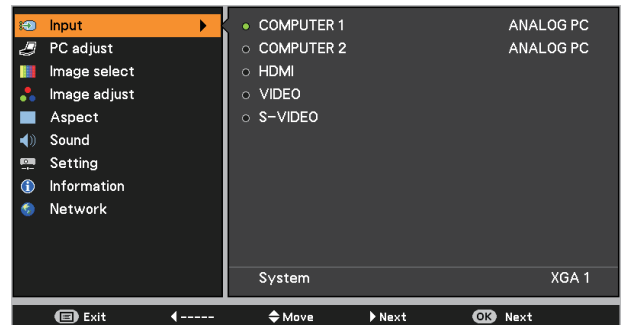 Input
PC adjust
Image select
Image adjust
Aspect
Sound
Setting
Information
Network
COMPUTER 1 ANALOG PC
COMPUTER 2 ANALOG PC
HDMI
VIDEO
S-VIDEO
System XGA 1
Exit ----- Move Next OK Next